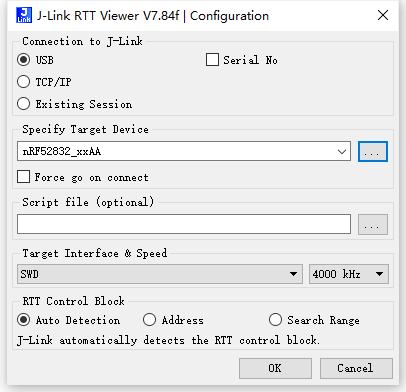 J-Link RTT Viewer V7.84f | Configuration
Connection to J-Link
USB
Serial No
TCP/IP
Existing Session
Specify Target Device
nRF52832_xxAA
...
Force go on connect
Script file (optional)
...
Target Interface & Speed
SWD
4000 kHz
RTT Control Block
Auto Detection
Address
Search Range
J-Link automatically detects the RTT control block.
OK
Cancel